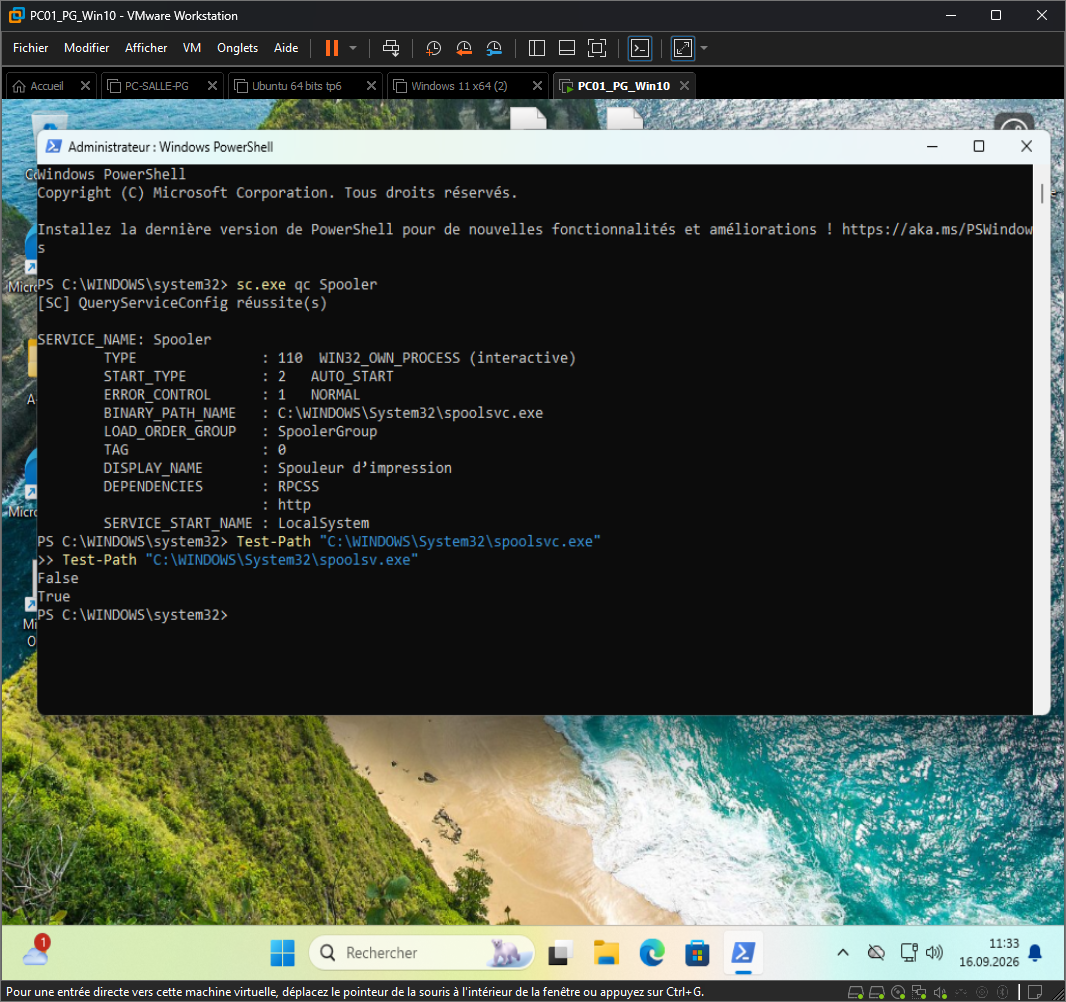 PC01_PG_Win10 - VMware Workstation
Fichier Modifier Afficher VM Onglets Aide
Accueil PC-SALLE-PG Ubuntu 64 bits tp6 Windows 11 x64 (2) PC01_PG_Win10
Administrateur : Windows PowerShell
Windows PowerShell
Copyright (C) Microsoft Corporation. Tous droits réservés.
Installez la dernière version de PowerShell pour de nouvelles fonctionnalités et améliorations ! https://aka.ms/PSWindow
s
PS C:\WINDOWS\system32> sc.exe qc Spooler
[SC] QueryServiceConfig réussite(s)
SERVICE_NAME: Spooler
TYPE : 110 WIN32_OWN_PROCESS (interactive)
START_TYPE : 2 AUTO_START
ERROR_CONTROL : 1 NORMAL
BINARY_PATH_NAME : C:\WINDOWS\System32\spoolsvc.exe
LOAD_ORDER_GROUP : SpoolerGroup
TAG : 0
DISPLAY_NAME : Spouleur d’impression
DEPENDENCIES : RPCSS
: http
SERVICE_START_NAME : LocalSystem
PS C:\WINDOWS\system32> Test-Path "C:\WINDOWS\System32\spoolsvc.exe"
>> Test-Path "C:\WINDOWS\System32\spoolsv.exe"
False
True
PS C:\WINDOWS\system32>
Rechercher
1
11:33
16.09.2026
Pour une entrée directe vers cette machine virtuelle, déplacez le pointeur de la souris à l'intérieur de la fenêtre ou appuyez sur Ctrl+G.